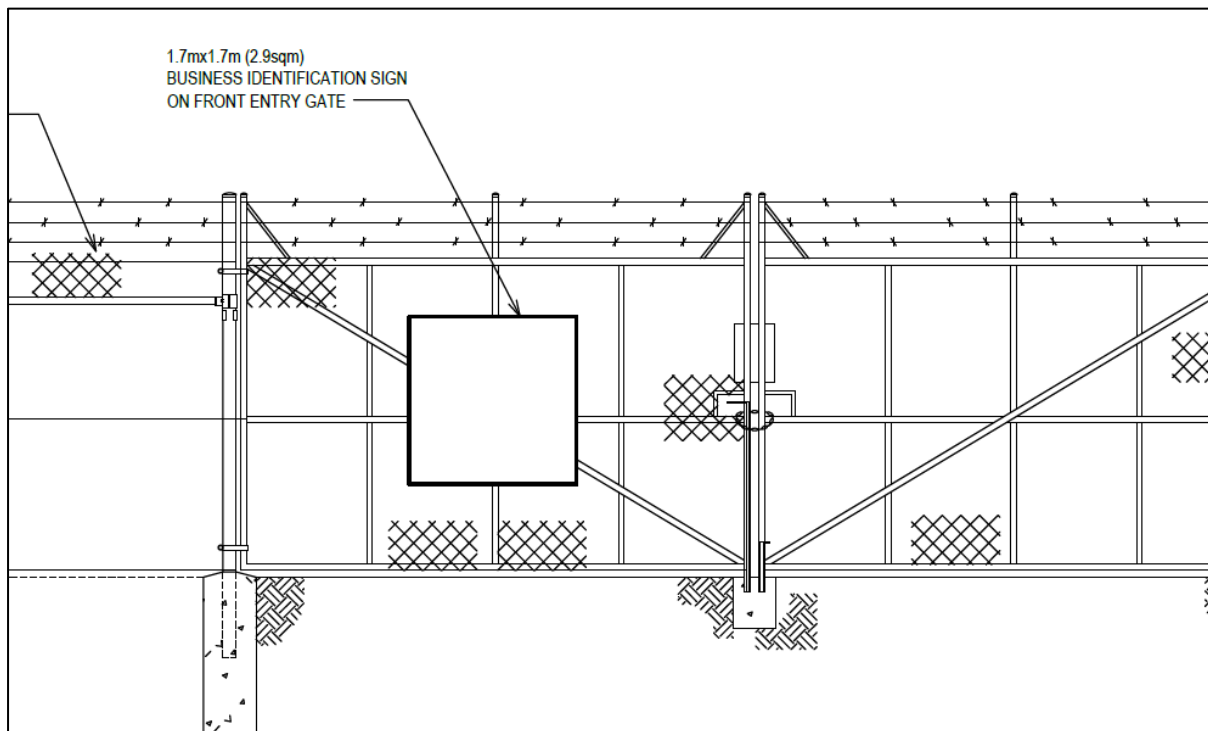 1.7mx1.7m (2.9sqm)
BUSINESS IDENTIFICATION SIGN
ON FRONT ENTRY GATE